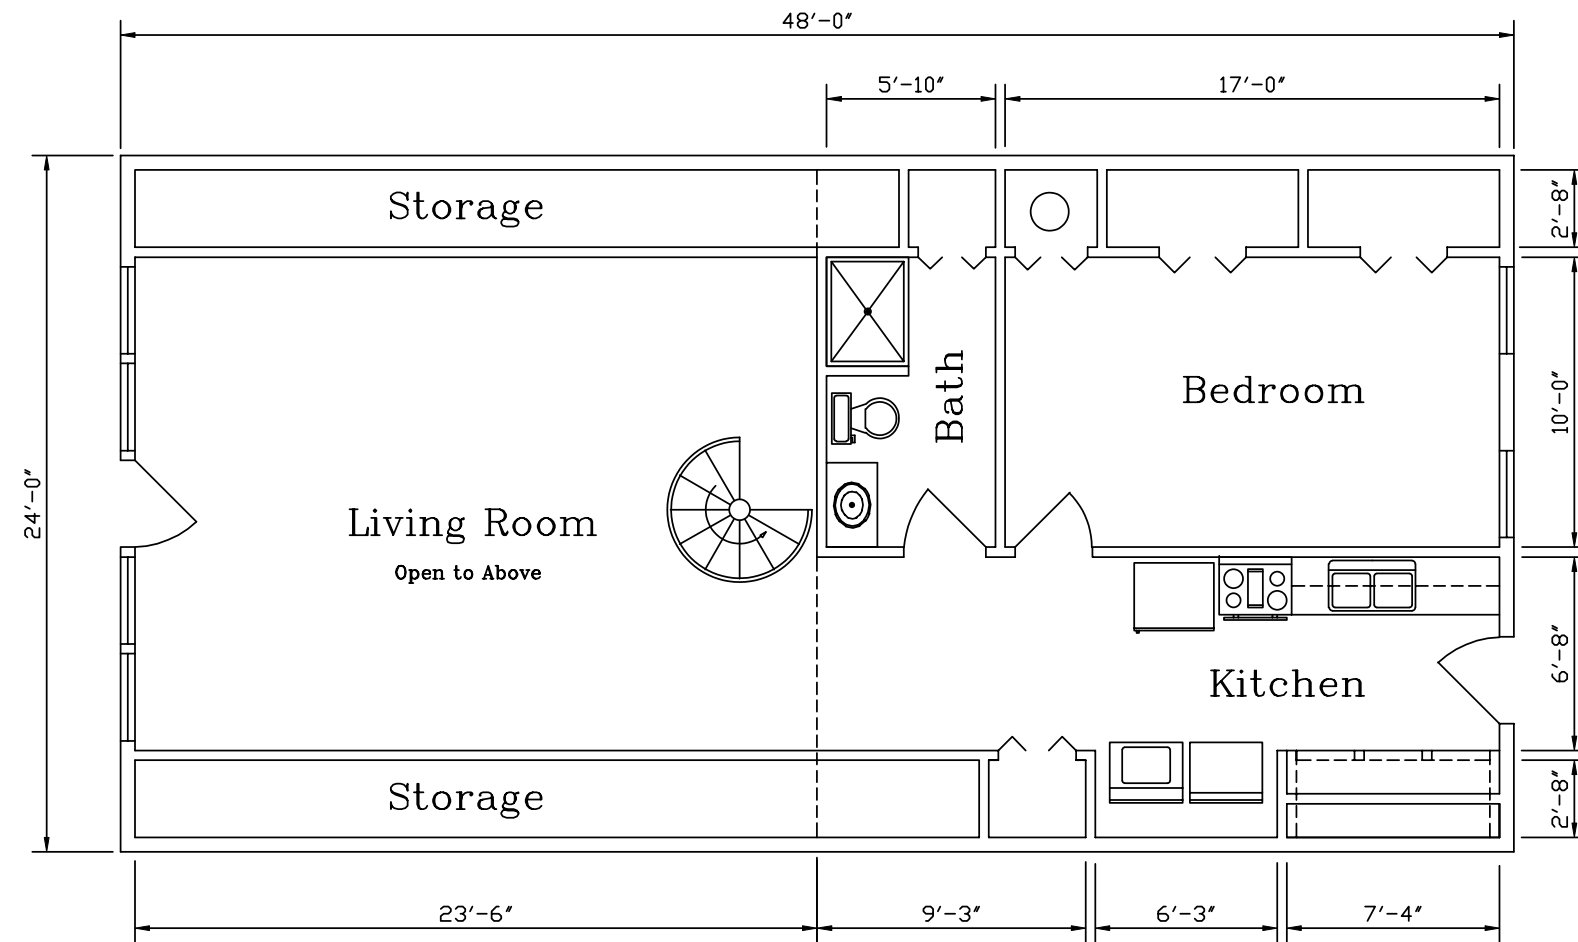 48'-0"
5'-10"
17'-0"
Storage
2'-8"
Bath
Bedroom
10'-0"
24'-0"
Living Room
Open to Above
Kitchen
6'-8"
Storage
2'-8"
23'-6"
9'-3"
6'-3"
7'-4"